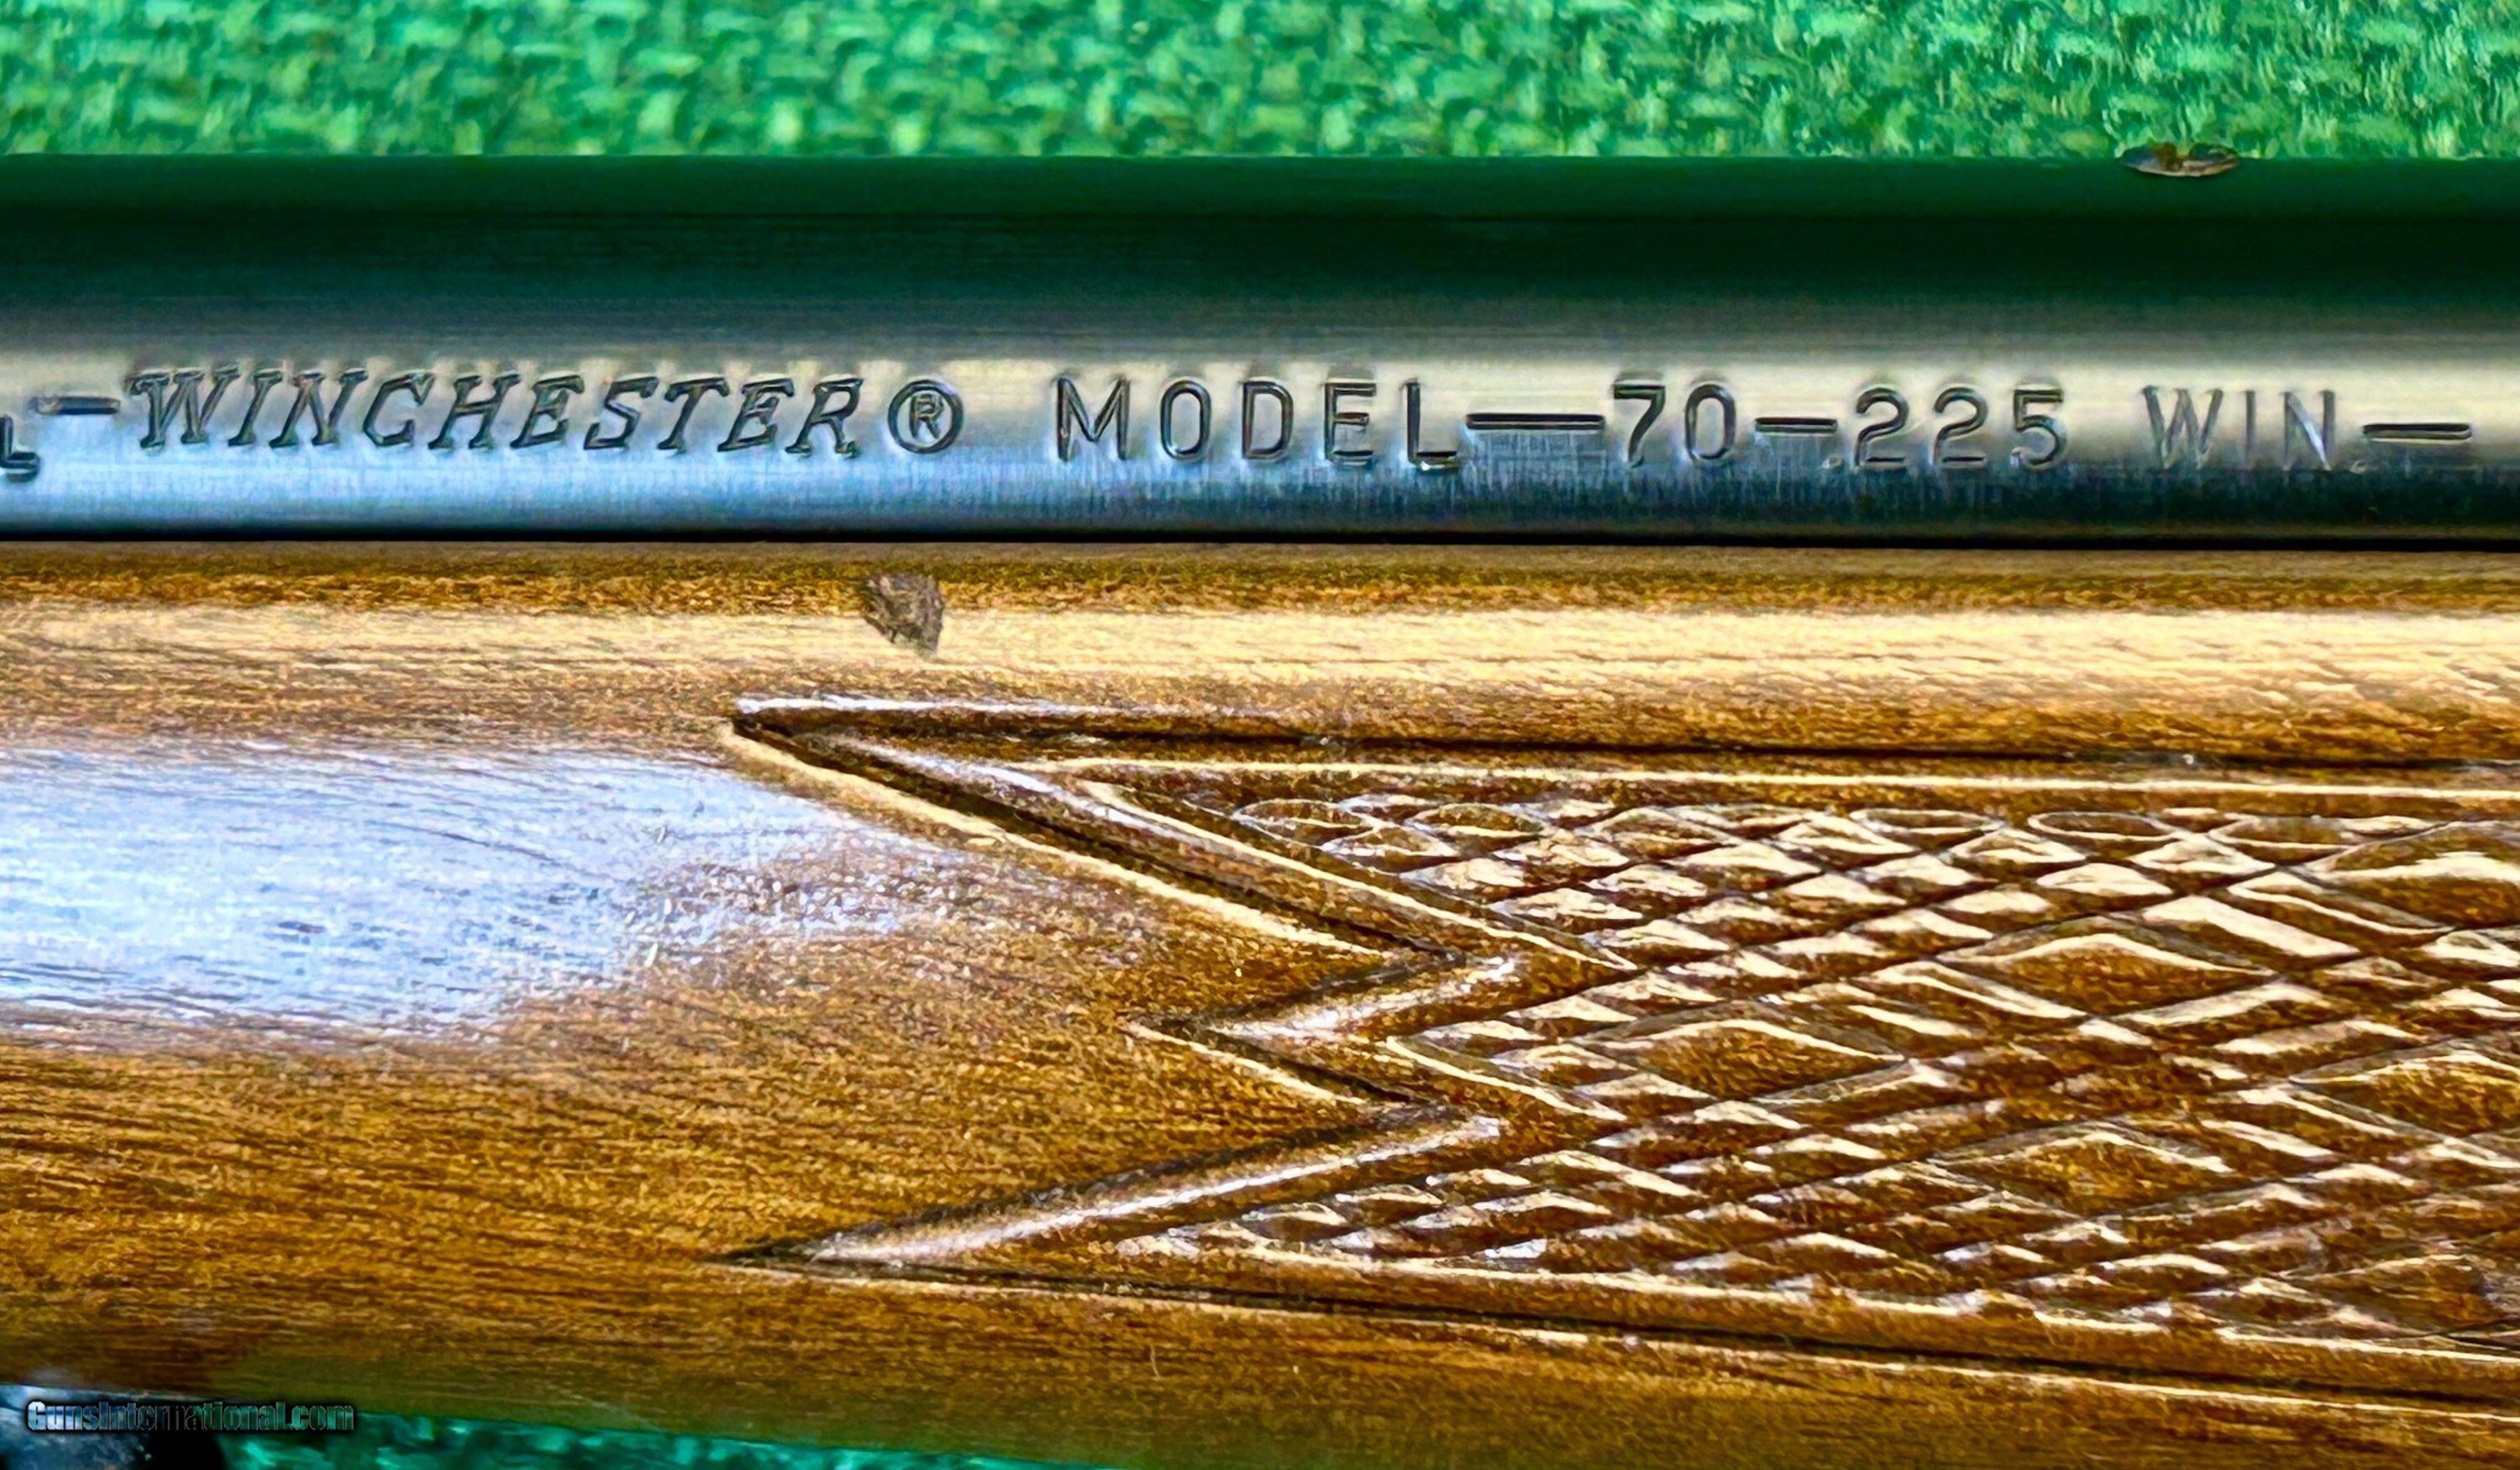 —WINCHESTER® MODEL—70—.225 WIN.—
GunsInternational.com